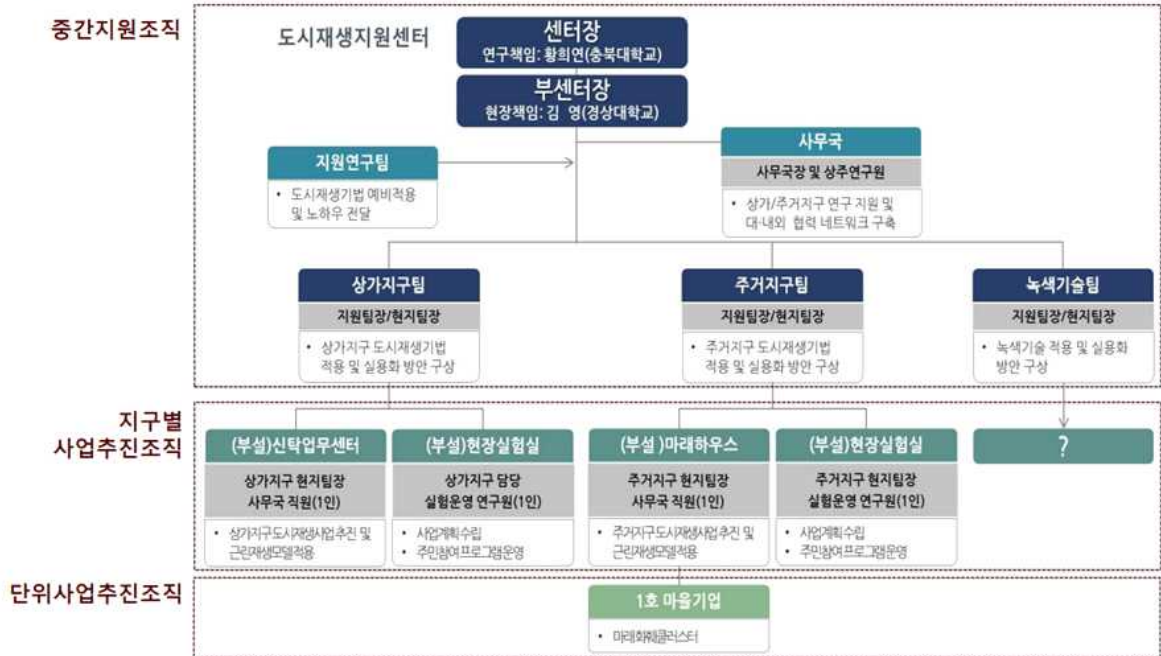 중간지원조직
도시재생지원센터
센터장
연구책임: 황희연(충북대학교)
부센터장
현장책임: 김 영(경상대학교)
지원연구팀
• 도시재생기법 예비적용
및 노하우 전달
사무국
사무국장 및 상주연구원
• 상가/주거지구 연구 지원 및
대·내외 협력 네트워크 구축
상가지구팀
지원팀장/현지팀장
• 상가지구 도시재생기법
적용 및 실용화 방안 구상
주거지구팀
지원팀장/현지팀장
• 주거지구 도시재생기법
적용 및 실용화 방안 구상
녹색기술팀
지원팀장/현지팀장
• 녹색기술 적용 및 실용화
방안 구상
지구별
사업추진조직
(부설)신탁업무센터
상가지구 현지팀장
사무국 직원(1인)
• 상가지구 도시재생사업 추진 및
근린재생모델적용
(부설)현장실험실
상가지구 담당
실험운영 연구원(1인)
• 사업계획 수립
• 주민참여 프로그램 운영
(부설 )마래하우스
주거지구 현지팀장
사무국 직원(1인)
• 주거지구 도시재생사업 추진 및
근린재생모델적용
(부설)현장실험실
주거지구 현지팀장
실험운영 연구원(1인)
• 사업계획 수립
• 주민참여 프로그램 운영
?
단위사업추진조직
1호 마을기업
• 마래화훼클러스터